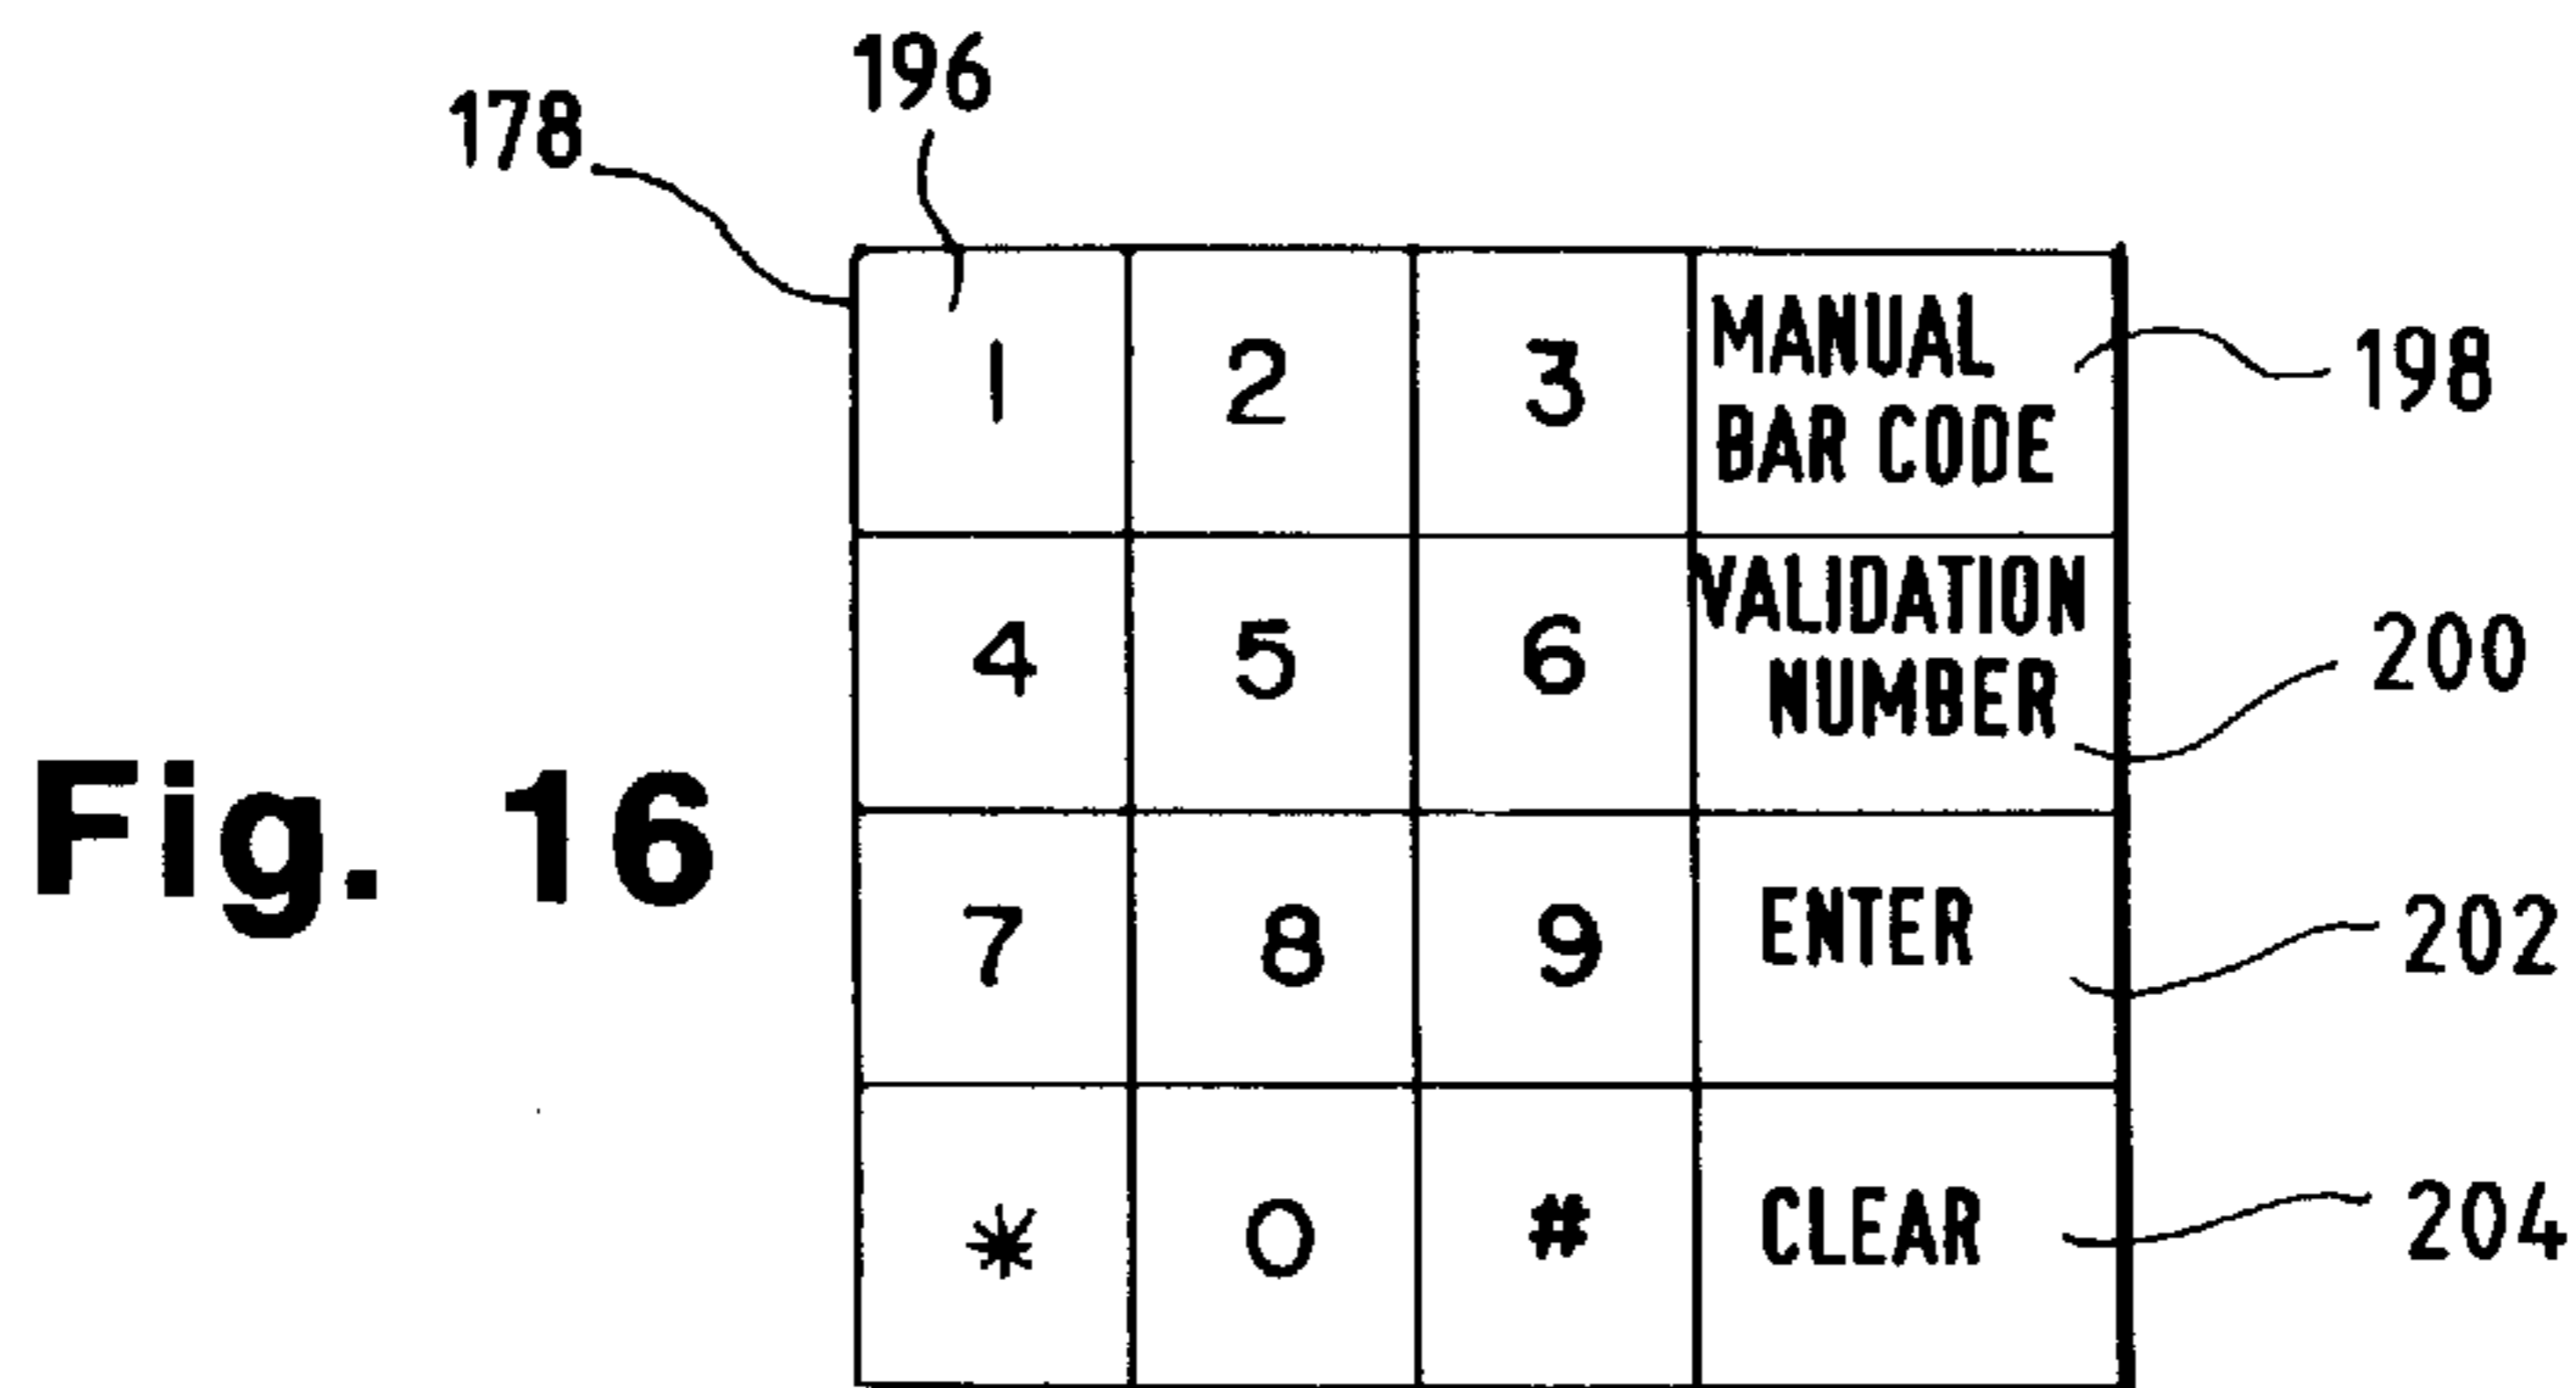 196
178
1 2 3 MANUAL
BAR CODE
198
4 5 6 VALIDATION
NUMBER
200
Fig. 16
7 8 9 ENTER
202
* 0 # CLEAR
204